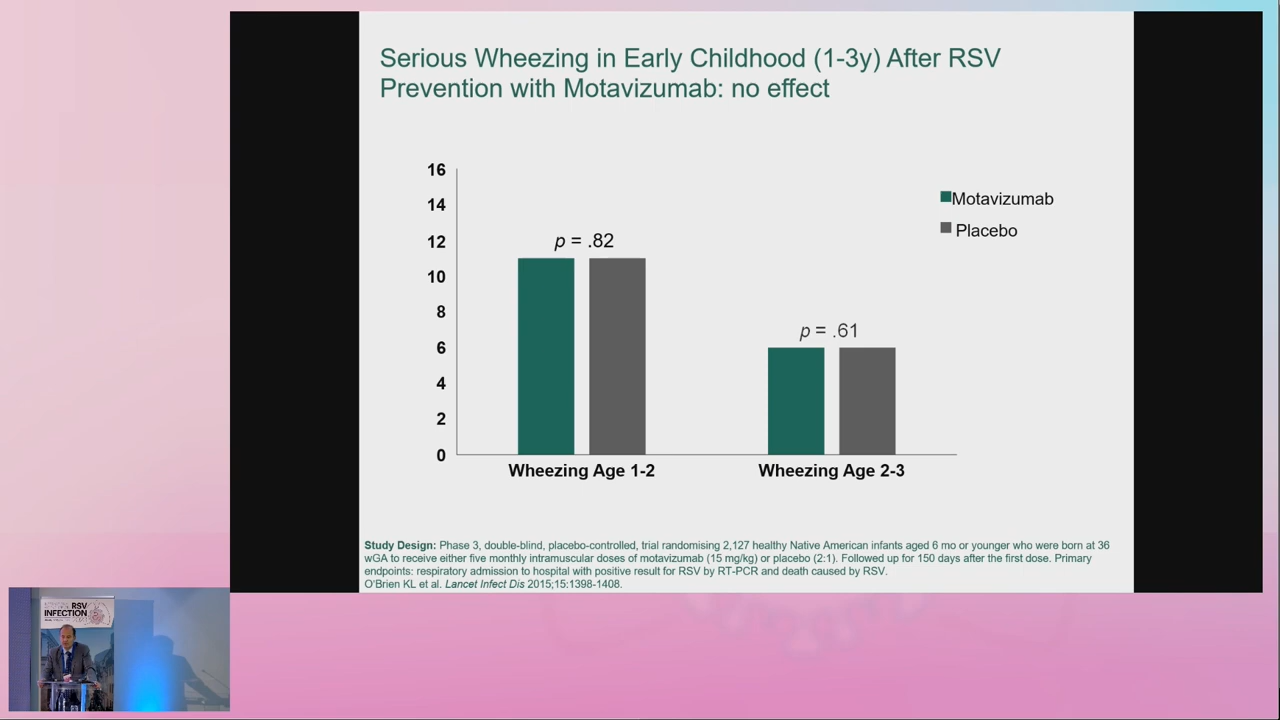 Serious Wheezing in Early Childhood (1-3y) After RSV
Prevention with Motavizumab: no effect
16
14
12
10
8
6
4
2
0
p = .82
p = .61
Motavizumab
Placebo
Wheezing Age 1-2
Wheezing Age 2-3
Study Design: Phase 3, double-blind, placebo-controlled, trial randomising 2,127 healthy Native American infants aged 6 mo or younger who were born at 36
wGA to receive either five monthly intramuscular doses of motavizumab (15 mg/kg) or placebo (2:1). Followed up for 150 days after the first dose. Primary
endpoints: respiratory admission to hospital with positive result for RSV by RT-PCR and death caused by RSV.
O'Brien KL et al. Lancet Infect Dis 2015;15:1398-1408.
RSV
INFECTION